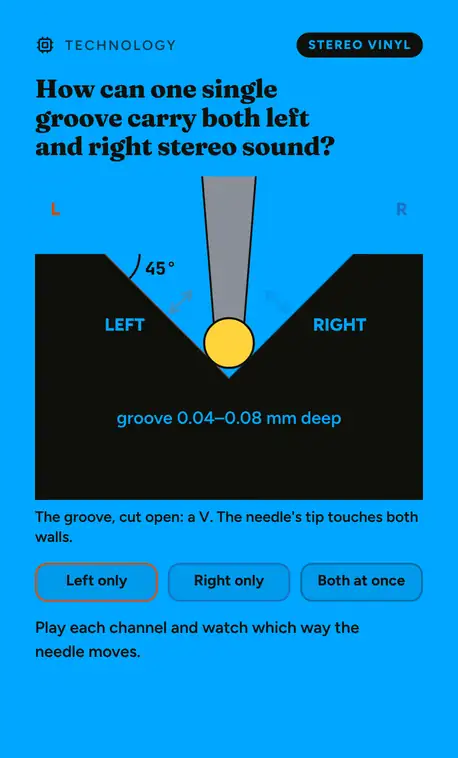 TECHNOLOGY
STEREO VINYL
How can one single
groove carry both left
and right stereo sound?
L
R
45°
LEFT
RIGHT
groove 0.04–0.08 mm deep
The groove, cut open: a V. The needle's tip touches both
walls.
Left only
Right only
Both at once
Play each channel and watch which way the
needle moves.